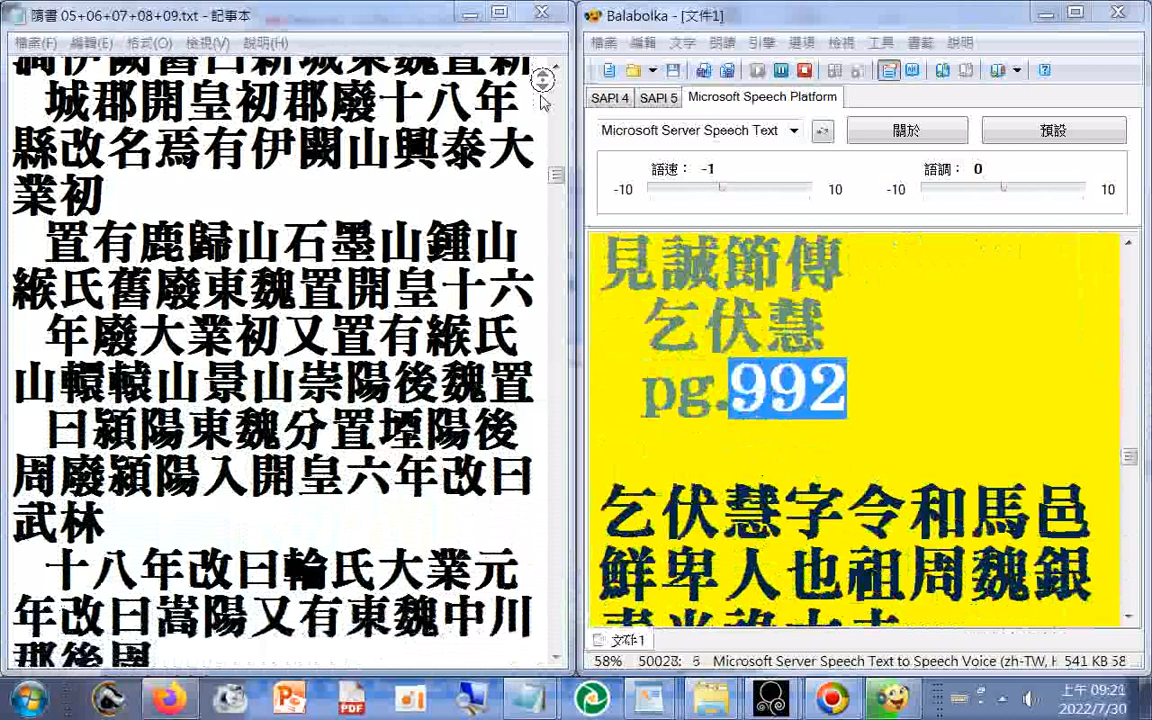 隋書 05+06+07+08+09.txt - 記事本
檔案(F) 編輯(E) 格式(O) 檢視(V) 說明(H)
城郡開皇初郡廢十八年
縣改名焉有伊闕山興泰大
業初
置有鹿歸山石墨山鍾山
緱氏舊廢東魏置開皇十六
年廢大業初又置有緱氏
山轘轅山景山崇陽後魏置
曰潁陽東魏分置堙陽後
周廢潁陽入開皇六年改曰
武林
十八年改曰輪氏大業元
年改曰嵩陽又有東魏中川
郡後周
Balabolka - [文件1]
檔案 編輯 文字 朗讀 引擎 選項 檢視 工具 書籤 說明
SAPI 4 SAPI 5 Microsoft Speech Platform
Microsoft Server Speech Text
關於
預設
語速： -1
語調： 0
-10 10 -10 10
見誠節傳
乞伏慧
pg.992
乞伏慧字令和馬邑
鮮卑人也祖周魏銀
文件1
58% 50028: 5 Microsoft Server Speech Text to Speech Voice (zh-TW, H 541 KB 58
PDF
上午 09:21
2022/7/30